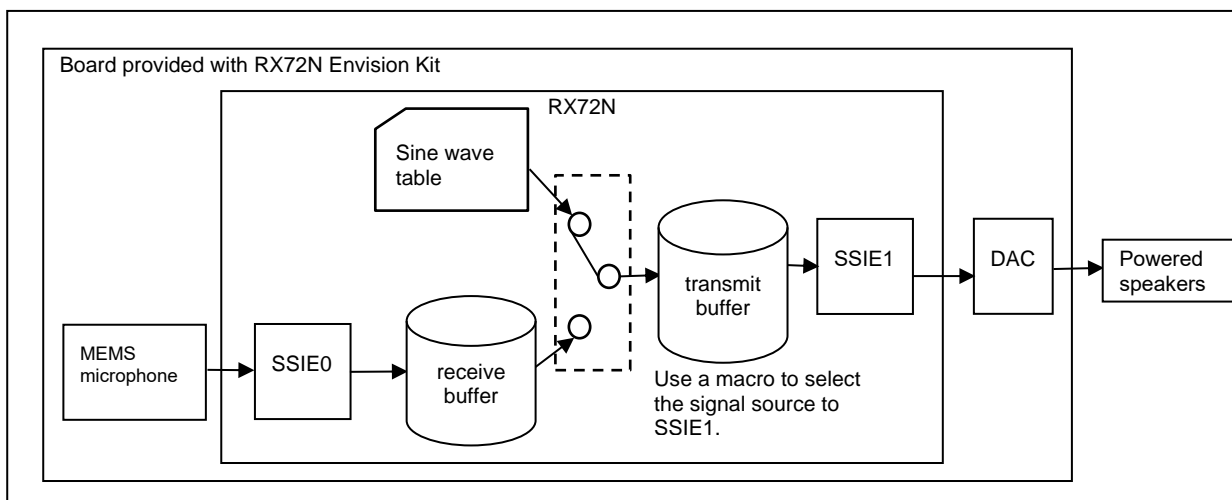 Board provided with RX72N Envision Kit
RX72N
Sine wave
table
transmit
buffer
SSIE1
DAC
Powered
speakers
MEMS
microphone
SSIE0
receive
buffer
Use a macro to select
the signal source to
SSIE1.